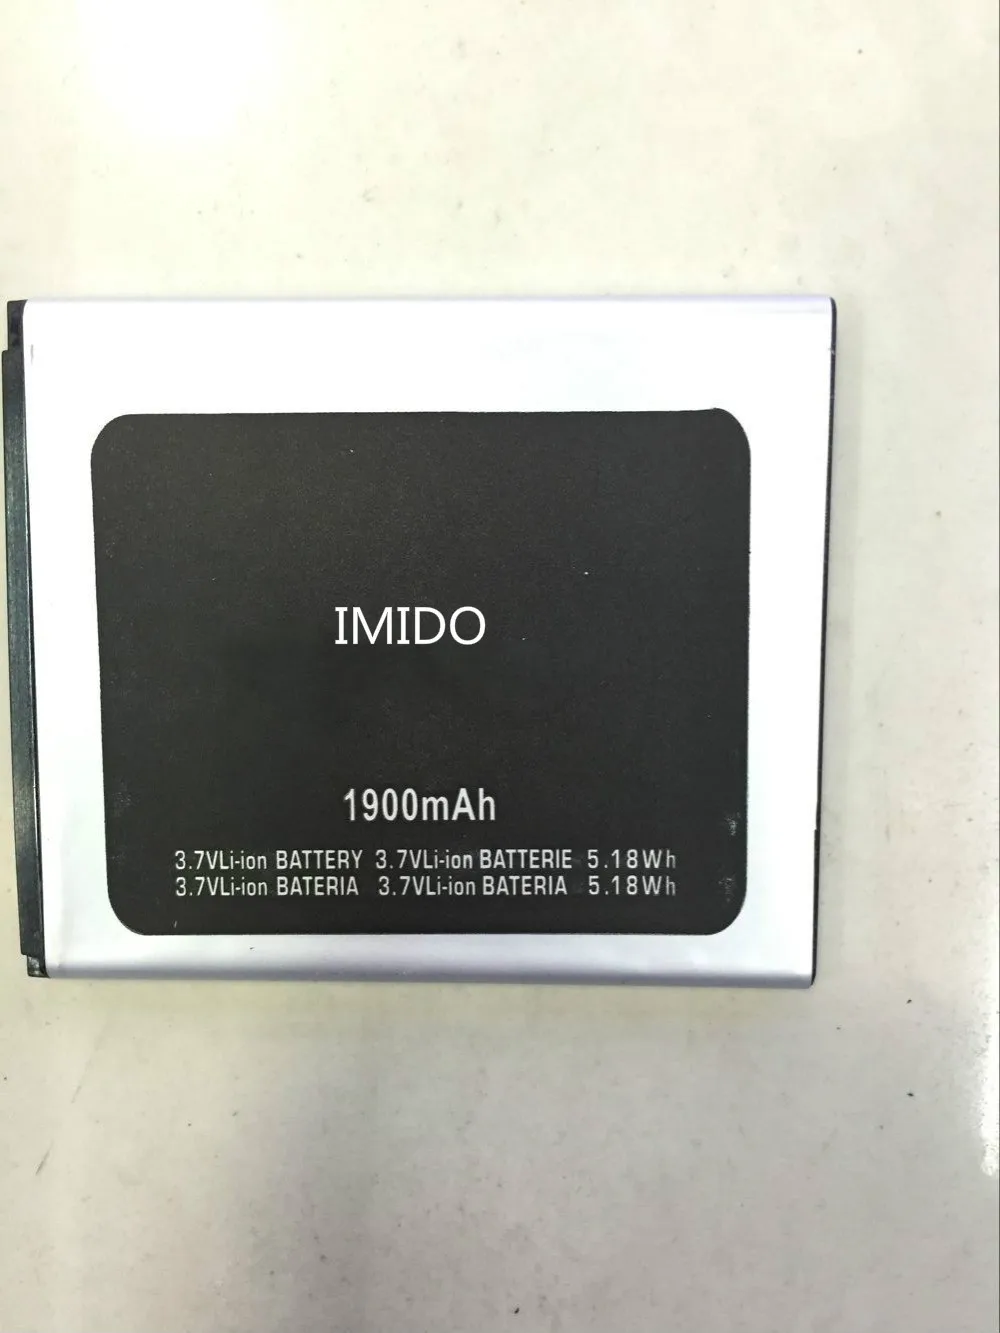 IMIDO
1900mAh
3.7VLi-ion BATTERY 3.7VLi-ion BATTERIE 5.18Wh
3.7VLi-ion BATERIA 3.7VLi-ion BATERIA 5.18Wh